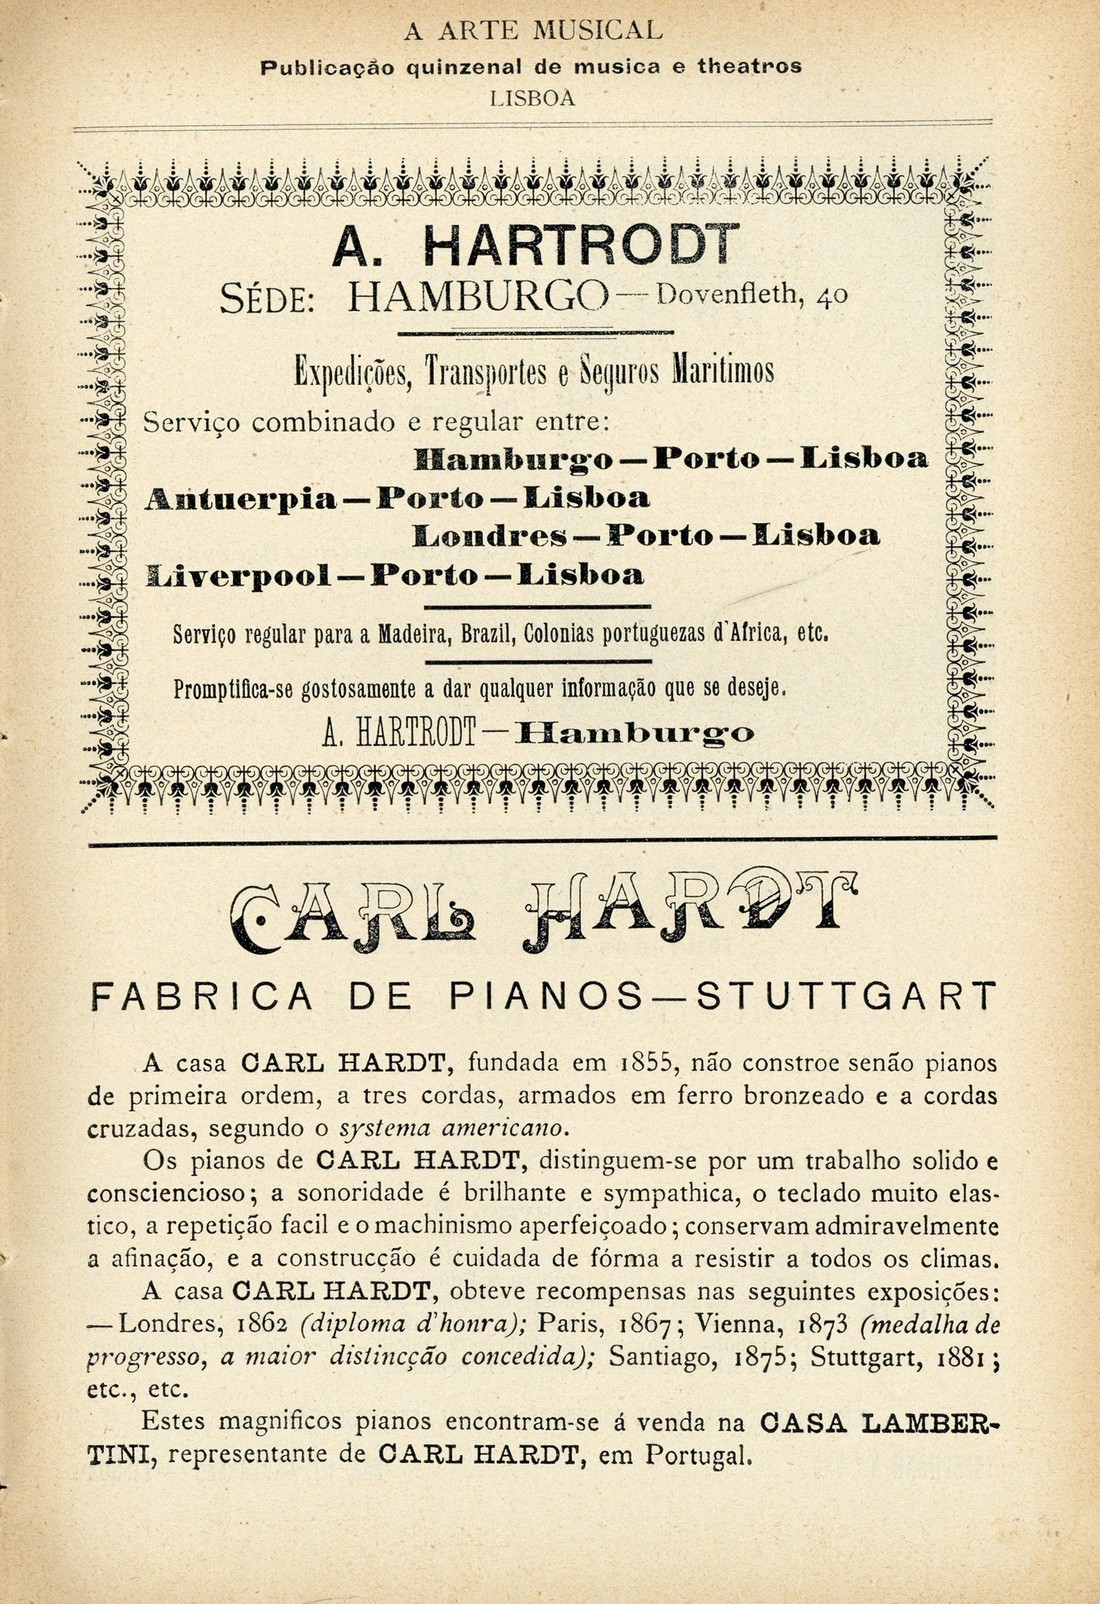 A ARTE MUSICAL
Publicação quinzenal de musica e theatros
LISBOA
A. HARTRODT
SÉDE: HAMBURGO — Dovenfleth, 40
Expedições, Transportes e Seguros Maritimos
Serviço combinado e regular entre:
Hamburgo — Porto — Lisboa
Antuerpia — Porto — Lisboa
Londres — Porto — Lisboa
Liverpool — Porto — Lisboa
Serviço regular para a Madeira, Brazil, Colonias portuguezas d'Africa, etc.
Promptifica-se gostosamente a dar qualquer informação que se deseje.
A. HARTRODT — Hamburgo
CARL HARDT
FABRICA DE PIANOS — STUTTGART
A casa CARL HARDT, fundada em 1855, não constroe senão pianos
de primeira ordem, a tres cordas, armados em ferro bronzeado e a cordas
cruzadas, segundo o systema americano.
Os pianos de CARL HARDT, distinguem-se por um trabalho solido e
consciencioso; a sonoridade é brilhante e sympathica, o teclado muito elas-
tico, a repetição facil e o machinismo aperfeiçoado; conservam admiravelmente
a afinação, e a construcção é cuidada de fórma a resistir a todos os climas.
A casa CARL HARDT, obteve recompensas nas seguintes exposições:
— Londres, 1862 (diploma d'honra); Paris, 1867; Vienna, 1873 (medalha de
progresso, a maior distincção concedida); Santiago, 1875; Stuttgart, 1881;
etc., etc.
Estes magnificos pianos encontram-se á venda na CASA LAMBER-
TINI, representante de CARL HARDT, em Portugal.